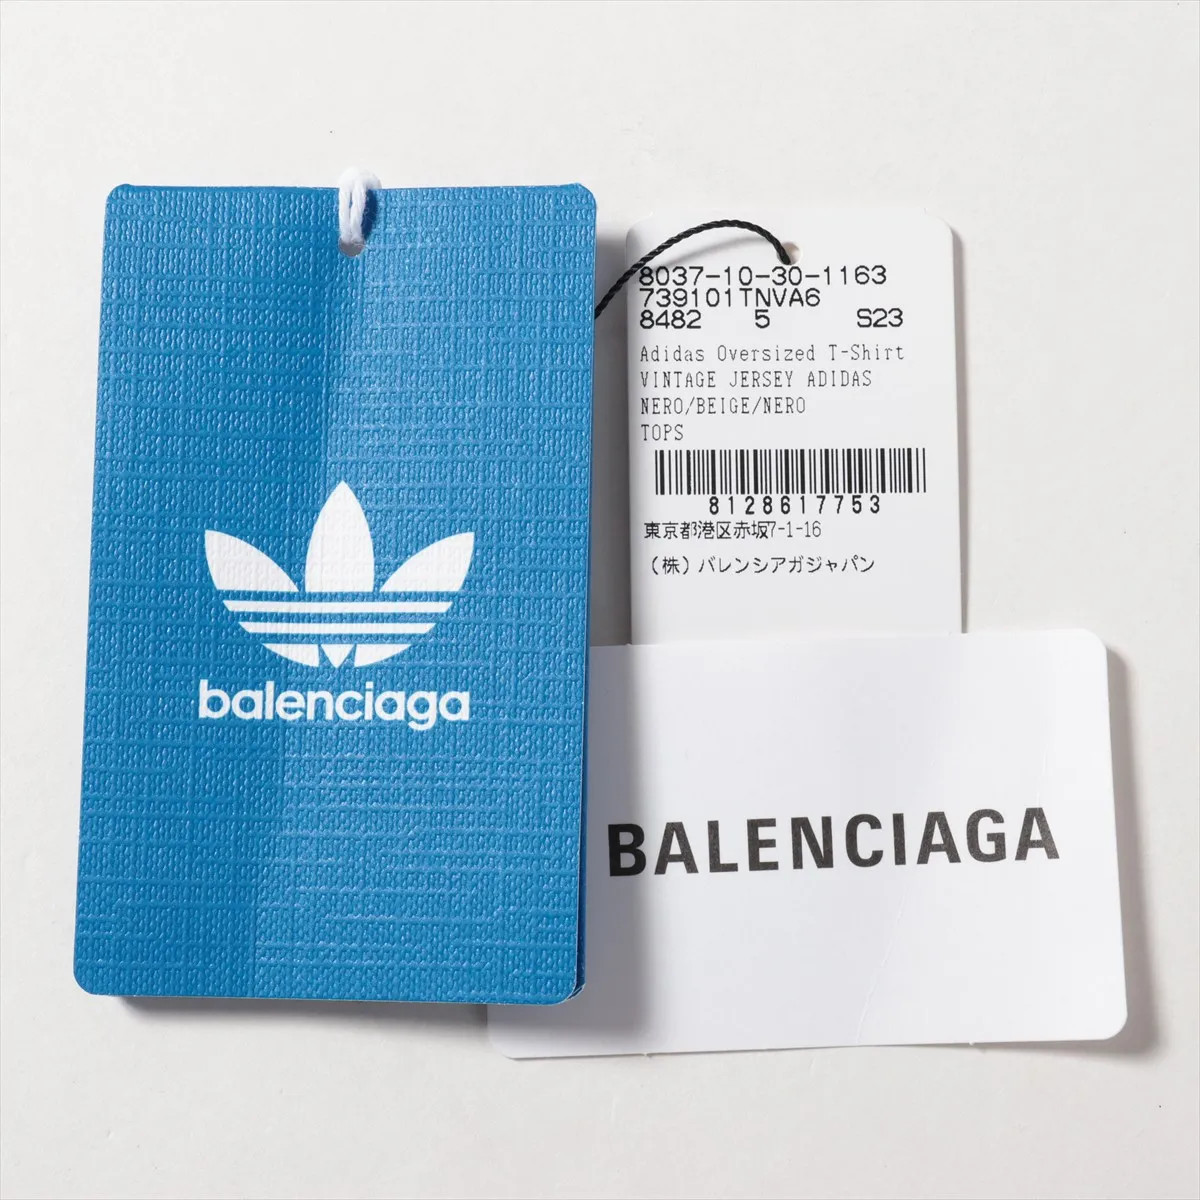 balenciaga
8037-10-30-1163
739101TNVA6
8482 5 S23
Adidas Oversized T-Shirt
VINTAGE JERSEY ADIDAS
NERO/BEIGE/NERO
TOPS
8128617753
東京都港区赤坂7-1-16
(株)バレンシアガジャパン
BALENCIAGA